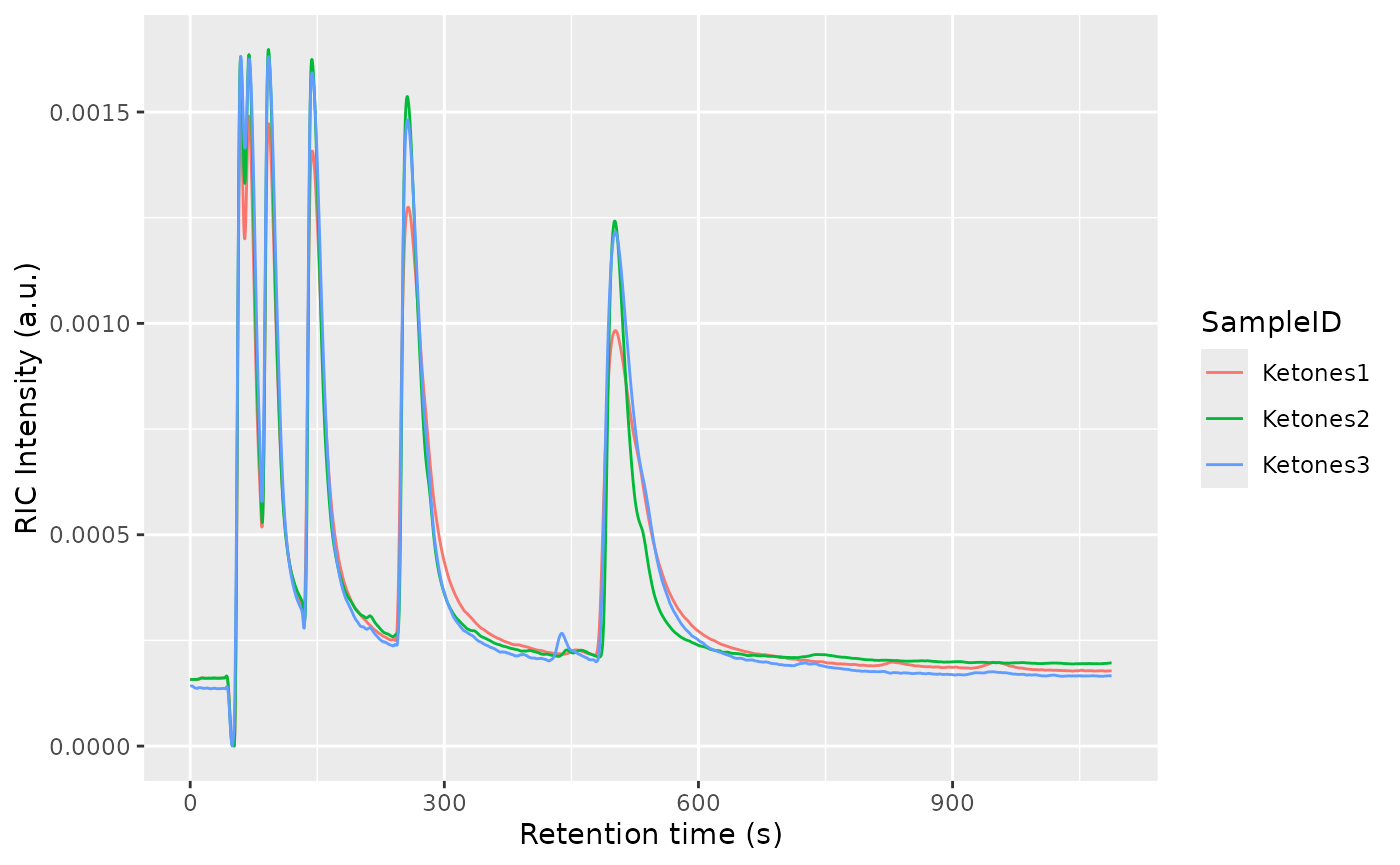 0.0015
0.0010
0.0005
0.0000
RIC Intensity (a.u.)
0
300
600
900
Retention time (s)
SampleID
Ketones1
Ketones2
Ketones3